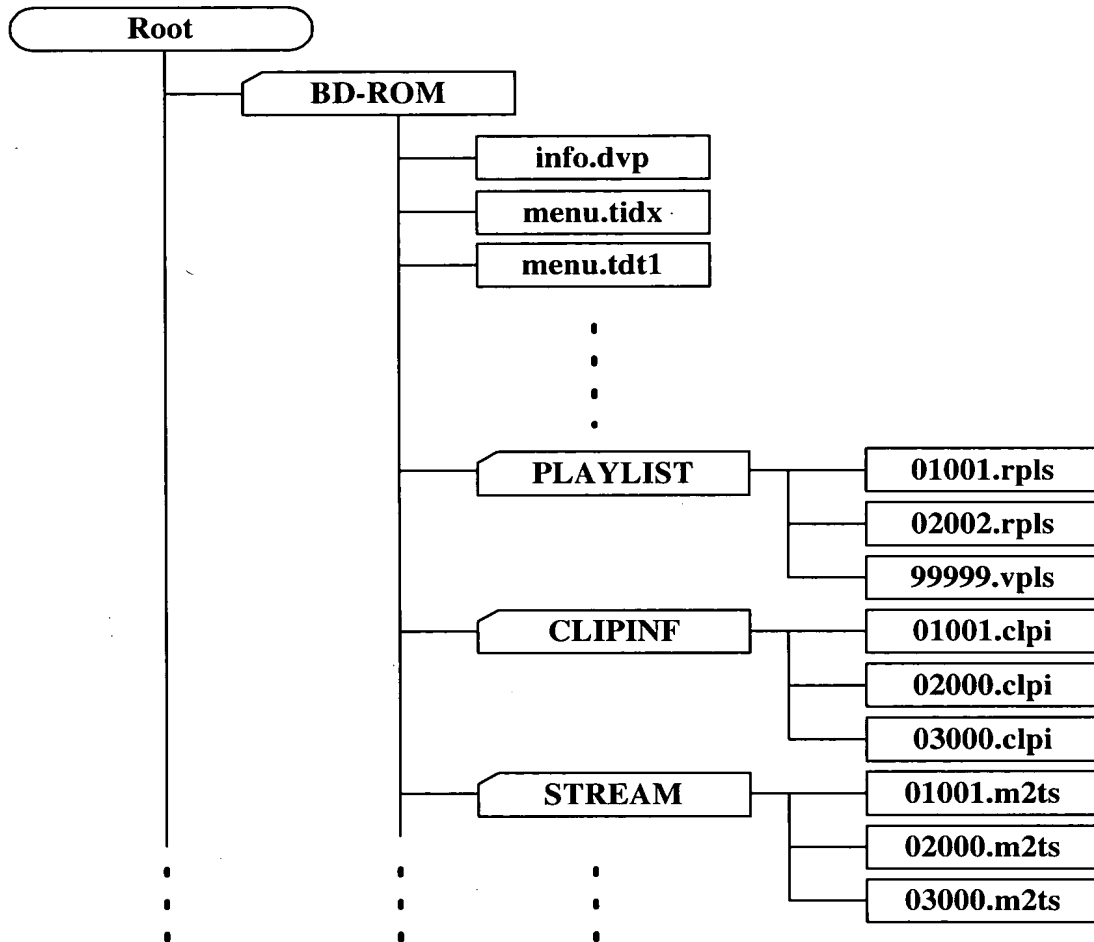 Root
BD-ROM
info.dvp
menu.tidx
menu.tdt1
PLAYLIST
01001.rpls
02002.rpls
99999.vpls
CLIPINF
01001.clpi
02000.clpi
03000.clpi
STREAM
01001.m2ts
02000.m2ts
03000.m2ts